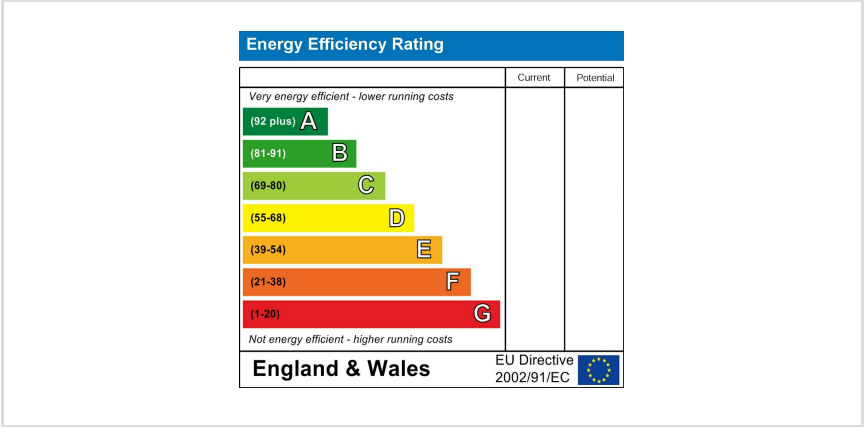 Energy Efficiency Rating
Current Potential
Very energy efficient - lower running costs
(92 plus) A
(81-91) B
(69-80) C
(55-68) D
(39-54) E
(21-38) F
(1-20) G
Not energy efficient - higher running costs
England & Wales
EU Directive
2002/91/EC